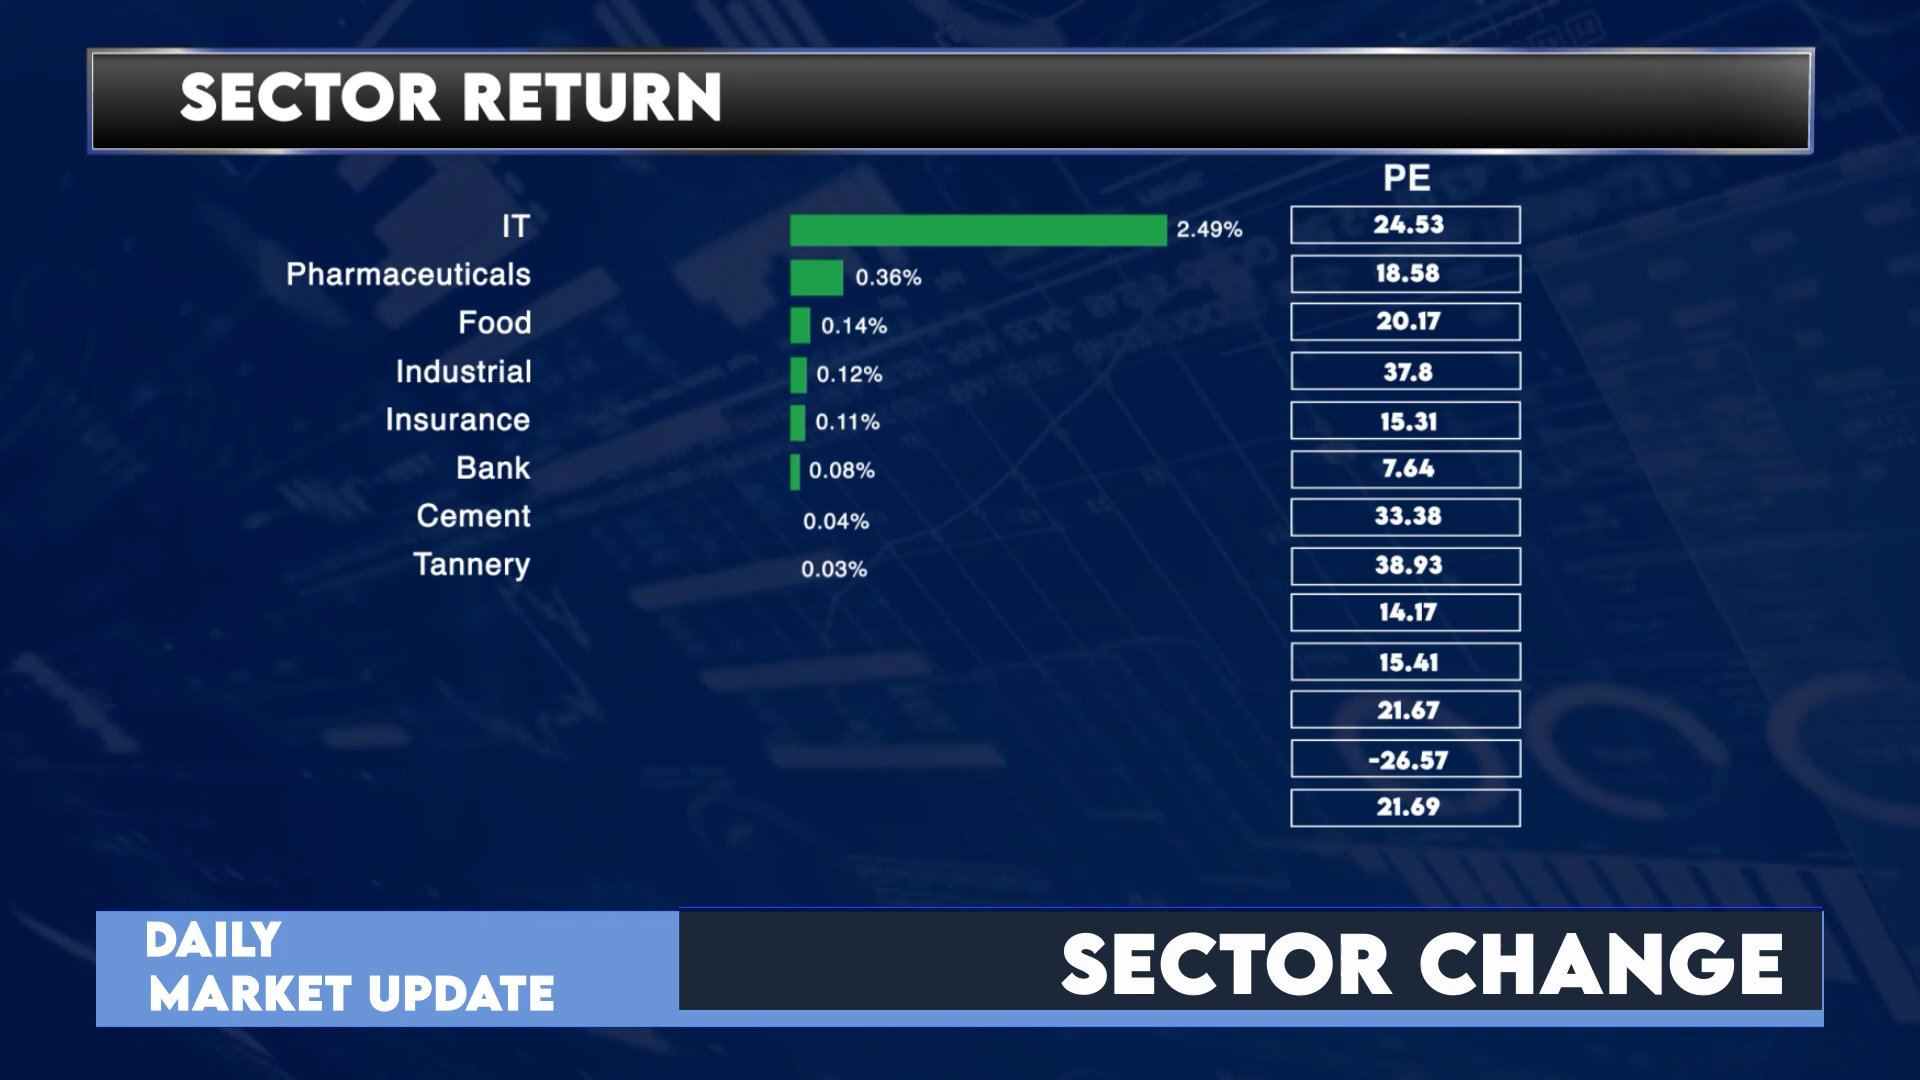 SECTOR RETURN
PE
IT 2.49% 24.53
Pharmaceuticals 0.36% 18.58
Food 0.14% 20.17
Industrial 0.12% 37.8
Insurance 0.11% 15.31
Bank 0.08% 7.64
Cement 0.04% 33.38
Tannery 0.03% 38.93
14.17
15.41
21.67
-26.57
21.69
DAILY
MARKET UPDATE
SECTOR CHANGE